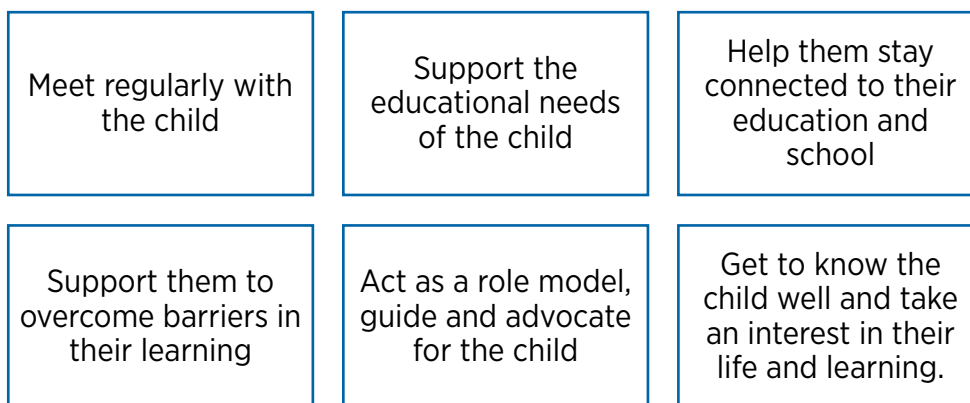 Meet regularly with
the child
Support the
educational needs
of the child
Help them stay
connected to their
education and
school
Support them to
overcome barriers in
their learning
Act as a role model,
guide and advocate
for the child
Get to know the
child well and take
an interest in their
life and learning.